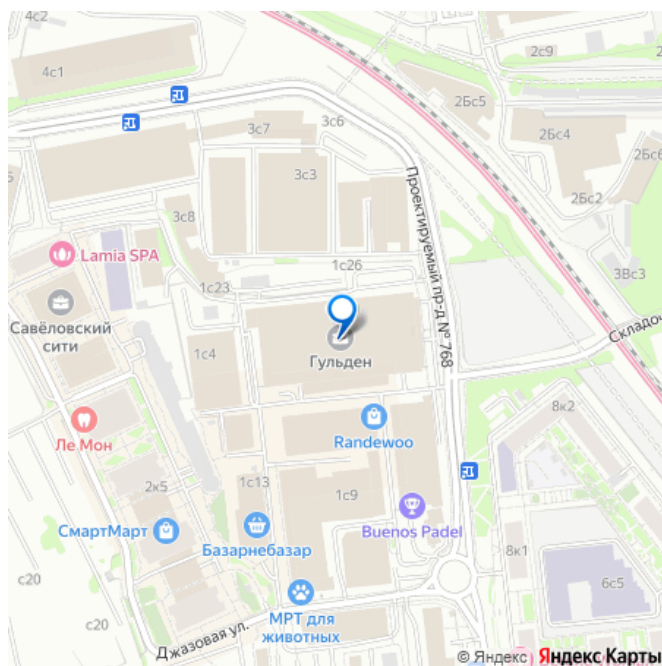 4с2
4с1
2с9
2Бс5
2Бс4
2Бс6
2Бс2
3с7
3с6
3с3
Проектируемый пр-д № 768
3с8
Lamia SPA
1с26
3Вс3
1с23
Савёловский
сити
1с4
Гульден
Складоч
8к2
Ле Мон
Randewoo
2к5
1с13
1с9
СмартМарт
Базарнебазар
Buenos Padel
8к1
с20
6с5
с20
МРТ для
животных
Джазовая ул.
© Яндекс Яндекс Карты